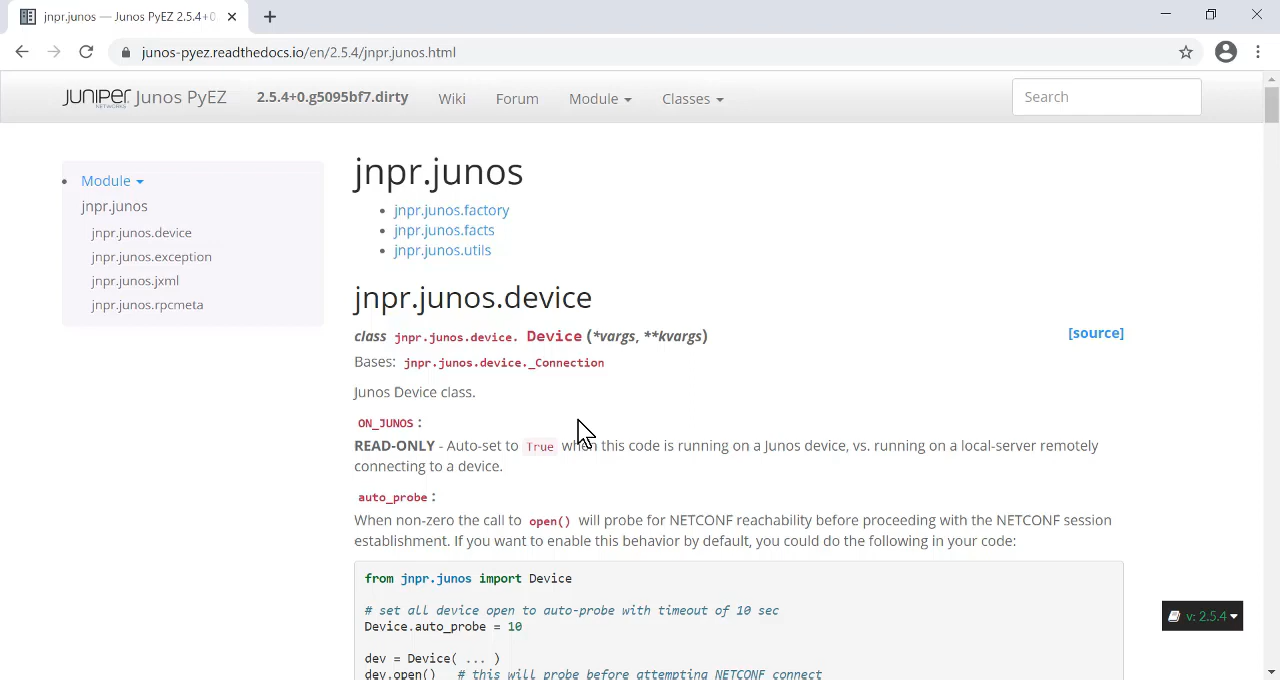 jnpr.junos — Junos PyEZ 2.5.4+0
junos-pyez.readthedocs.io/en/2.5.4/jnpr.junos.html
JUNIPER NETWORKS Junos PyEZ 2.5.4+0.g5095bf7.dirty Wiki Forum Module Classes Search
Module
jnpr.junos
jnpr.junos.device
jnpr.junos.exception
jnpr.junos.jxml
jnpr.junos.rpcmeta
jnpr.junos
jnpr.junos.factory
jnpr.junos.facts
jnpr.junos.utils
jnpr.junos.device
class jnpr.junos.device. Device (*vargs, **kvargs) [source]
Bases: jnpr.junos.device._Connection
Junos Device class.
ON_JUNOS :
READ-ONLY - Auto-set to True when this code is running on a Junos device, vs. running on a local-server remotely
connecting to a device.
auto_probe :
When non-zero the call to open() will probe for NETCONF reachability before proceeding with the NETCONF session
establishment. If you want to enable this behavior by default, you could do the following in your code:
from jnpr.junos import Device
# set all device open to auto-probe with timeout of 10 sec
Device.auto_probe = 10
dev = Device( ... )
dev.open() # this will probe before attempting NETCONF connect
v: 2.5.4